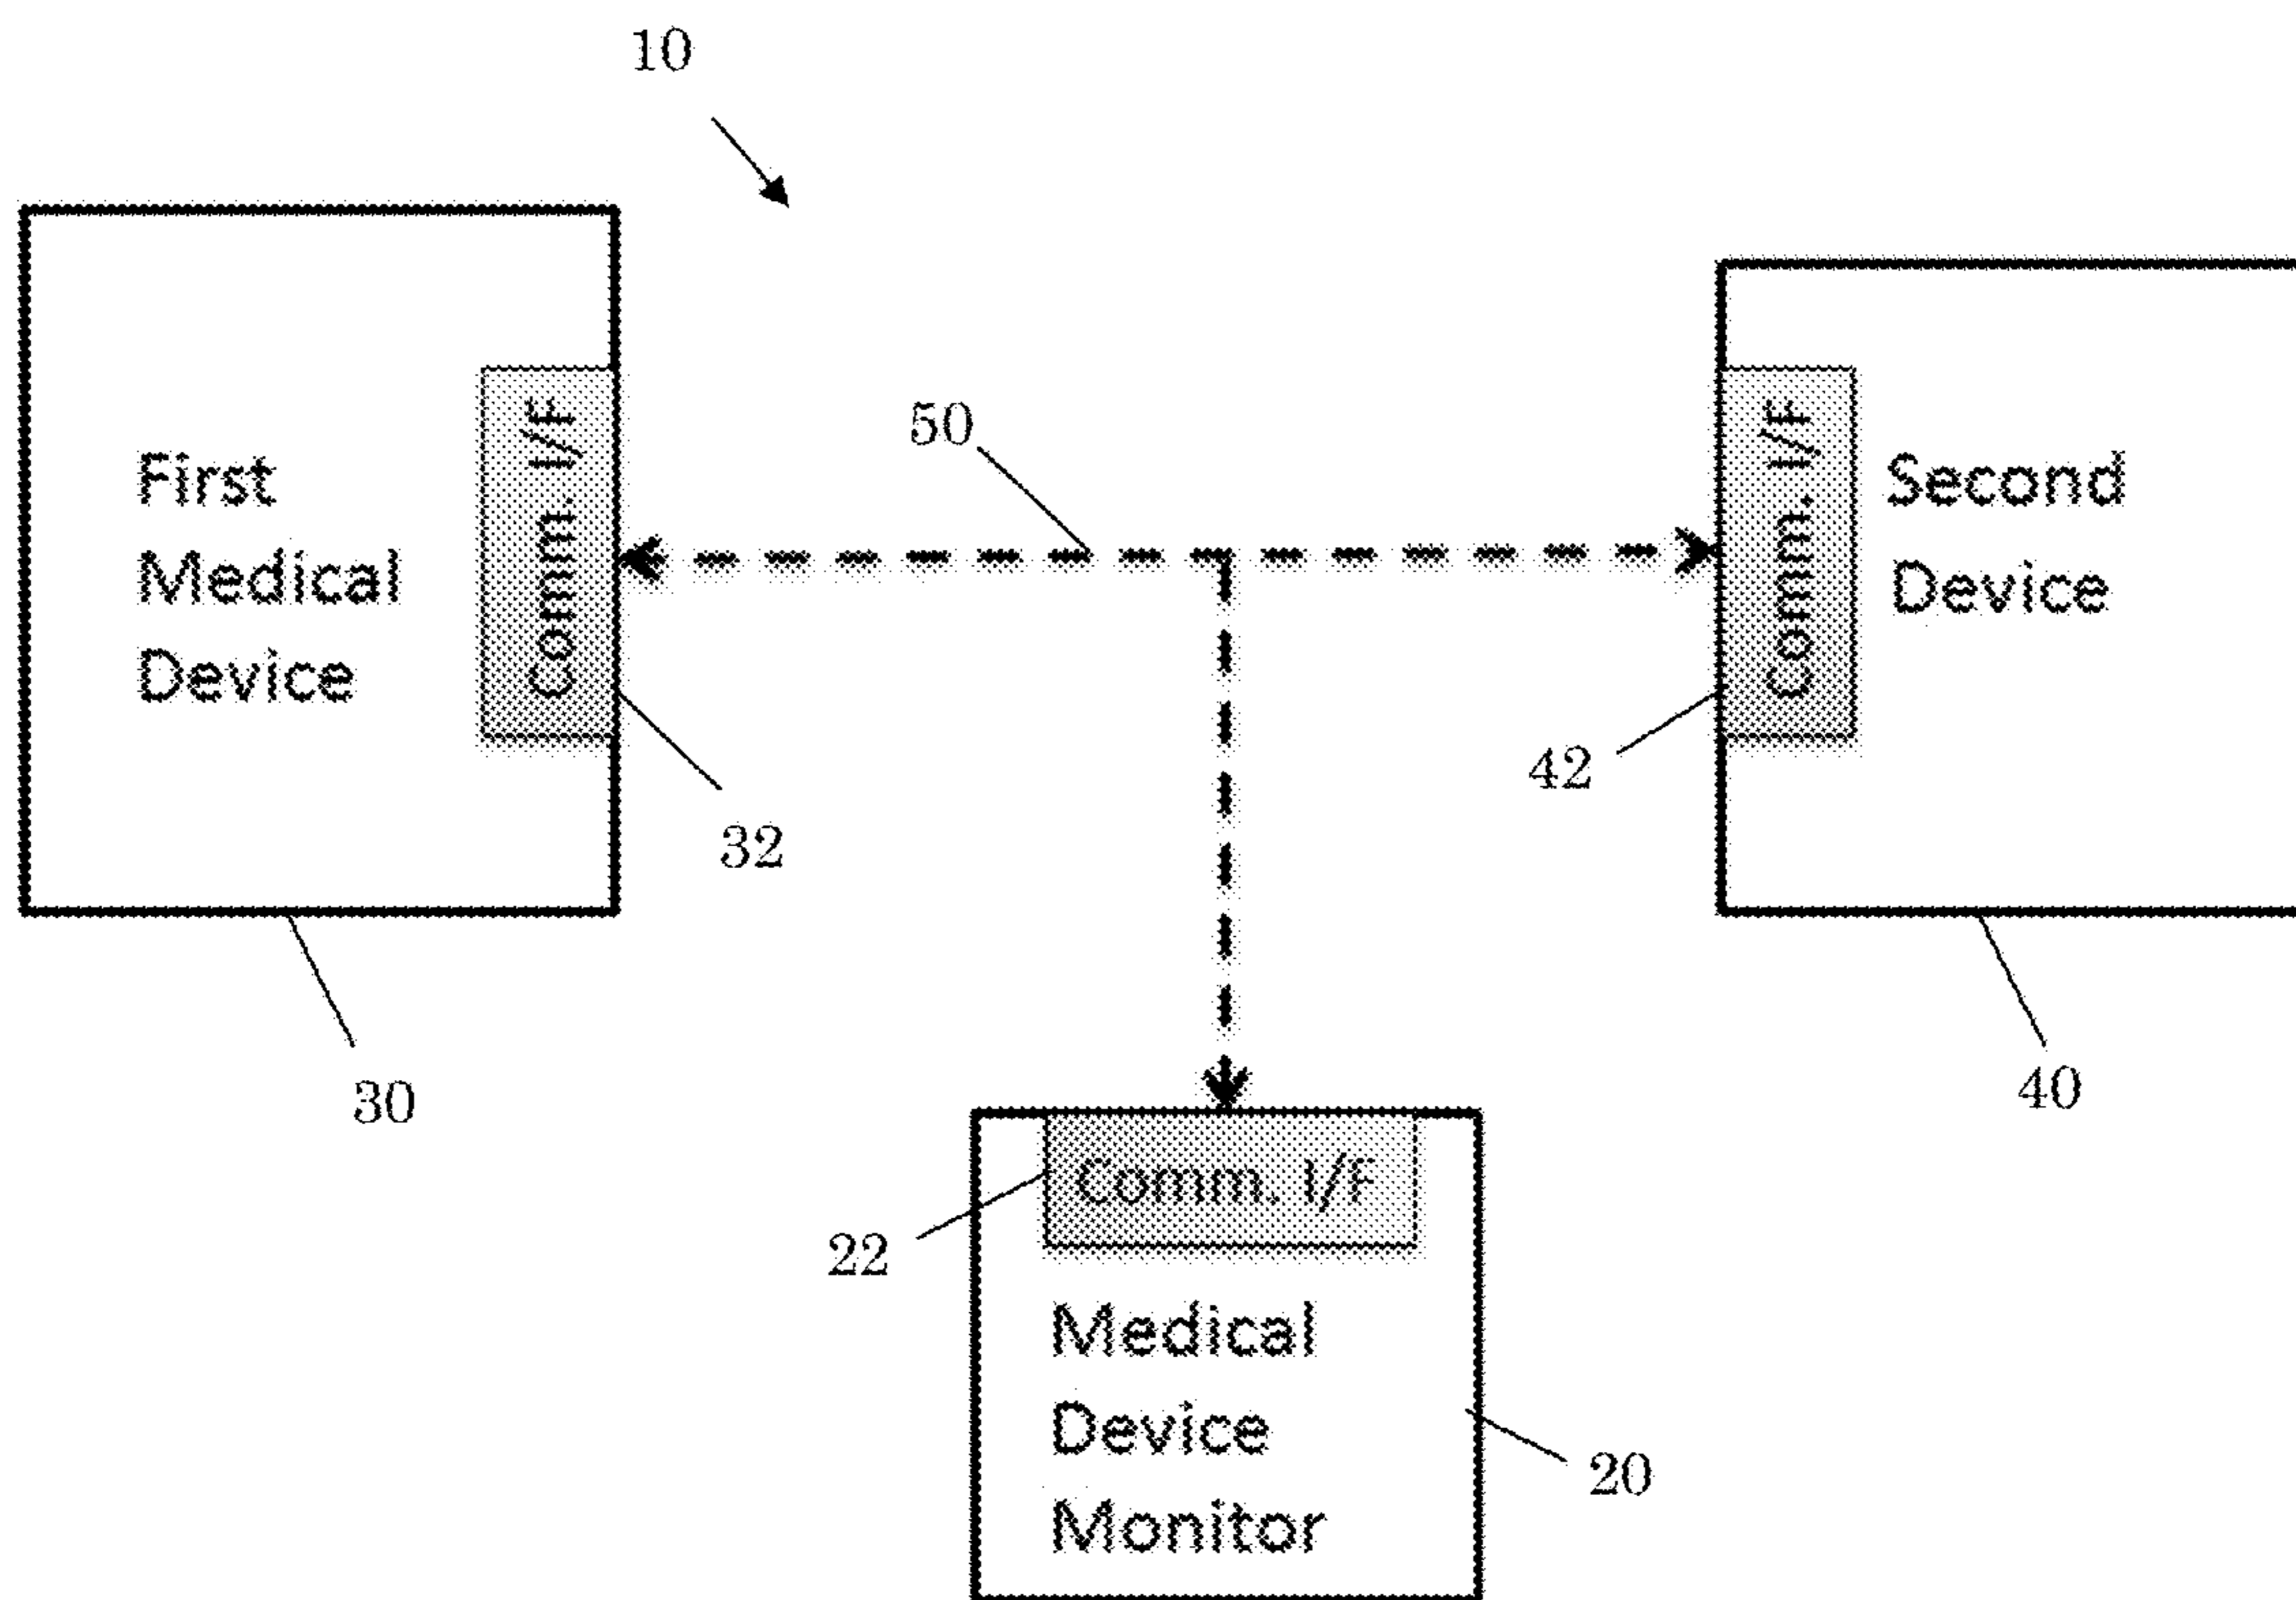 10
First
Medical
Device
Comm. I/F
32
30
50
Comm. I/F
Second
Device
42
40
Comm. I/F
22
Medical
Device
Monitor
20